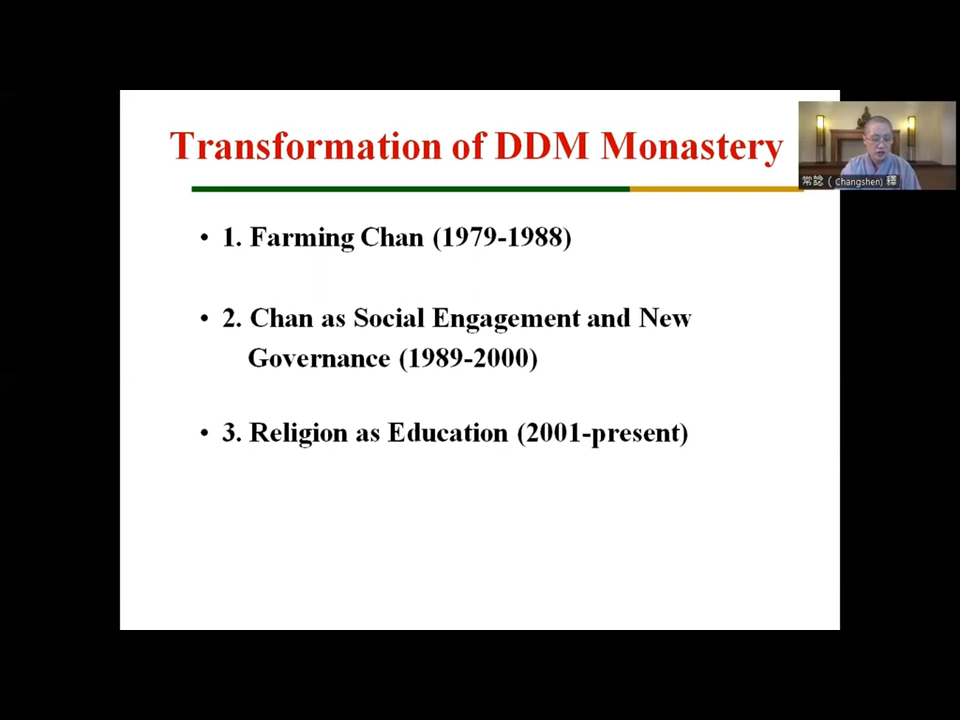 Transformation of DDM Monastery
常諗 ( Changshen) 釋
• 1. Farming Chan (1979-1988)
• 2. Chan as Social Engagement and New
Governance (1989-2000)
• 3. Religion as Education (2001-present)